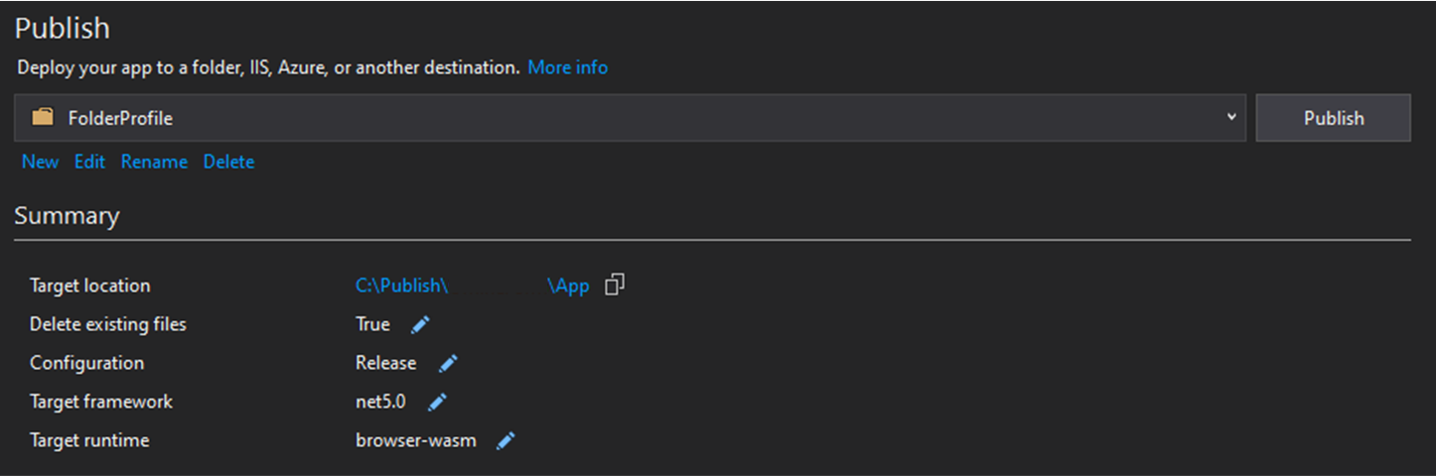 Publish
Deploy your app to a folder, IIS, Azure, or another destination. More info
FolderProfile Publish
New Edit Rename Delete
Summary
Target location C:\Publish\ \App
Delete existing files True
Configuration Release
Target framework net5.0
Target runtime browser-wasm